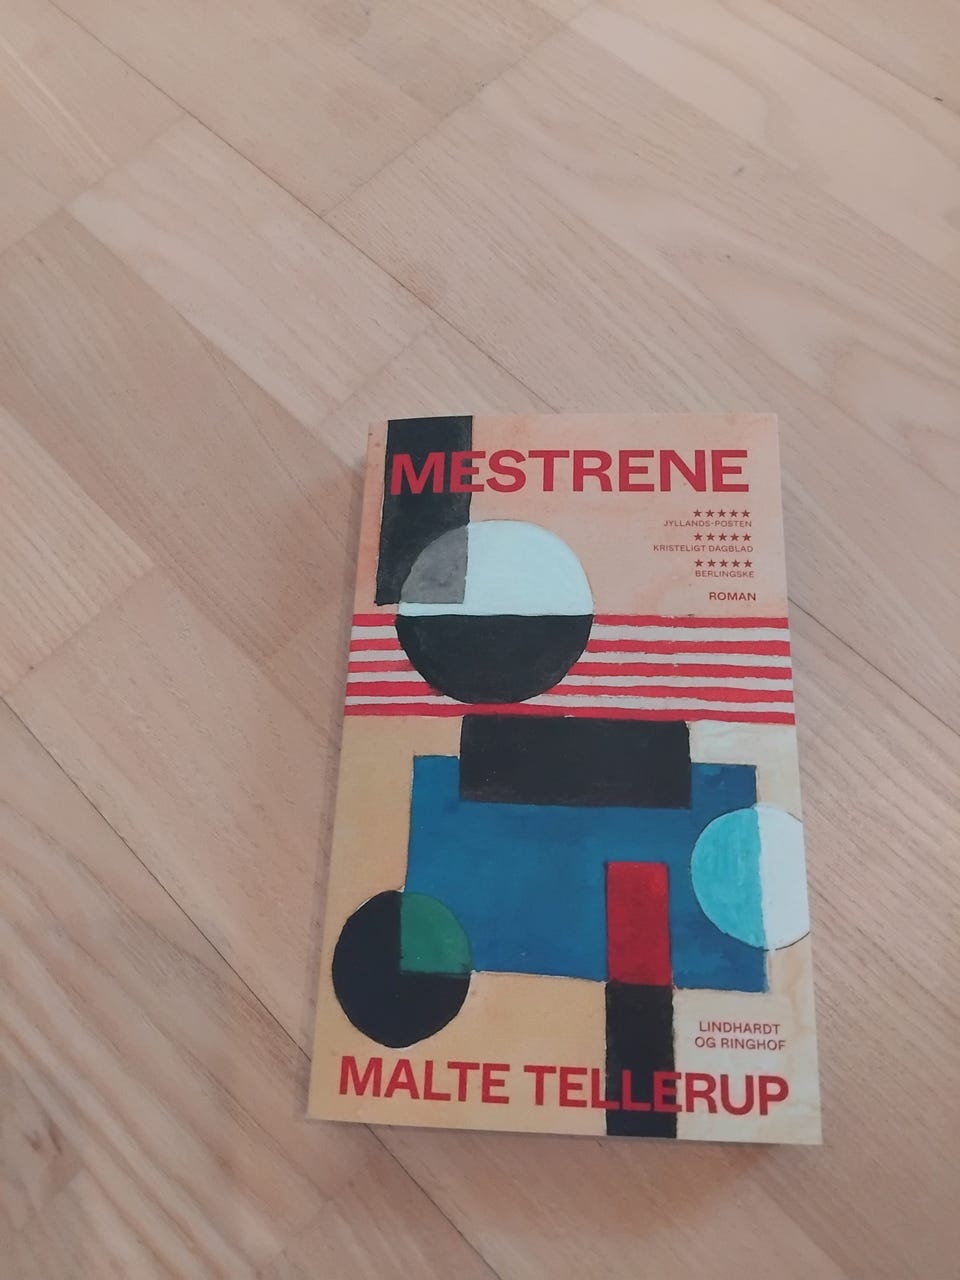 MESTRENE
★★★★★
JYLLANDS-POSTEN
★★★★★
KRISTELIGT DAGBLAD
★★★★★
BERLINGSKE
ROMAN
LINDHARDT
OG RINGHOF
MALTE TELLERUP